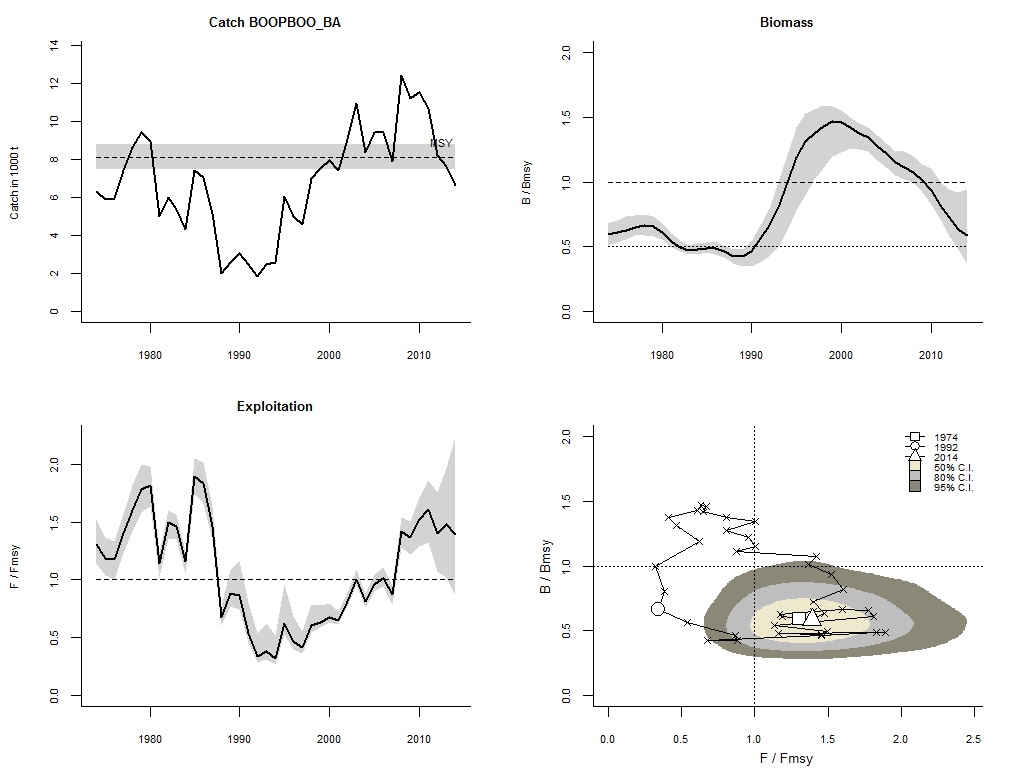 Catch BOOPBOO_BA
Catch in 1000 t
14
12
10
8
6
4
2
0
MSY
1980 1990 2000 2010
Biomass
B / Bmsy
2.0
1.5
1.0
0.5
0.0
1980 1990 2000 2010
Exploitation
F / Fmsy
2.0
1.5
1.0
0.5
0.0
1980 1990 2000 2010
B / Bmsy
2.0
1.5
1.0
0.5
0.0
1974
1992
2014
50% C.I.
80% C.I.
95% C.I.
0.0 0.5 1.0 1.5 2.0 2.5
F / Fmsy